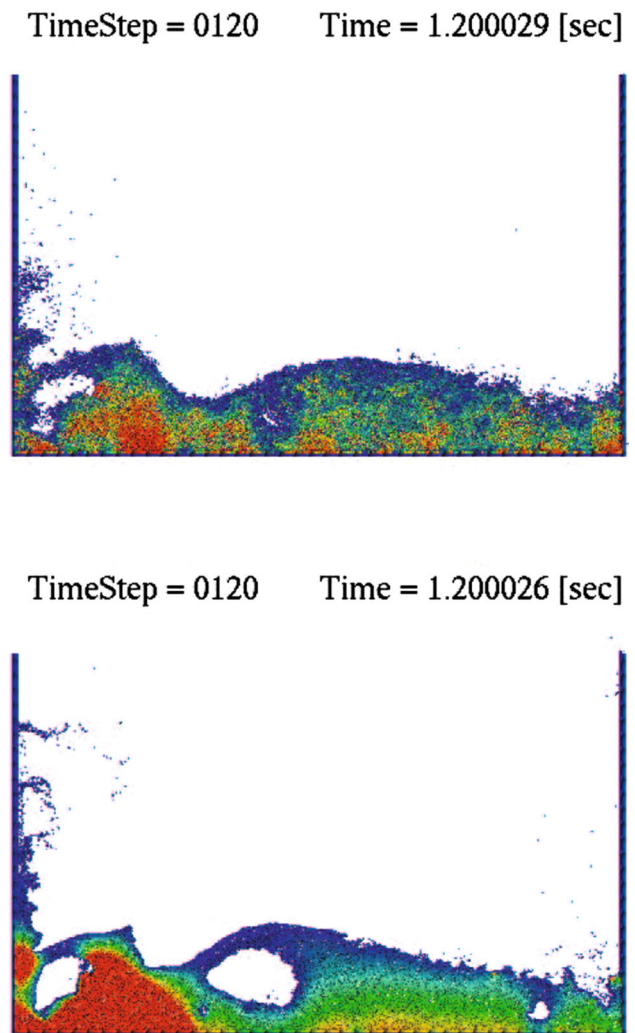 TimeStep = 0120 Time = 1.200029 [sec]
TimeStep = 0120 Time = 1.200026 [sec]